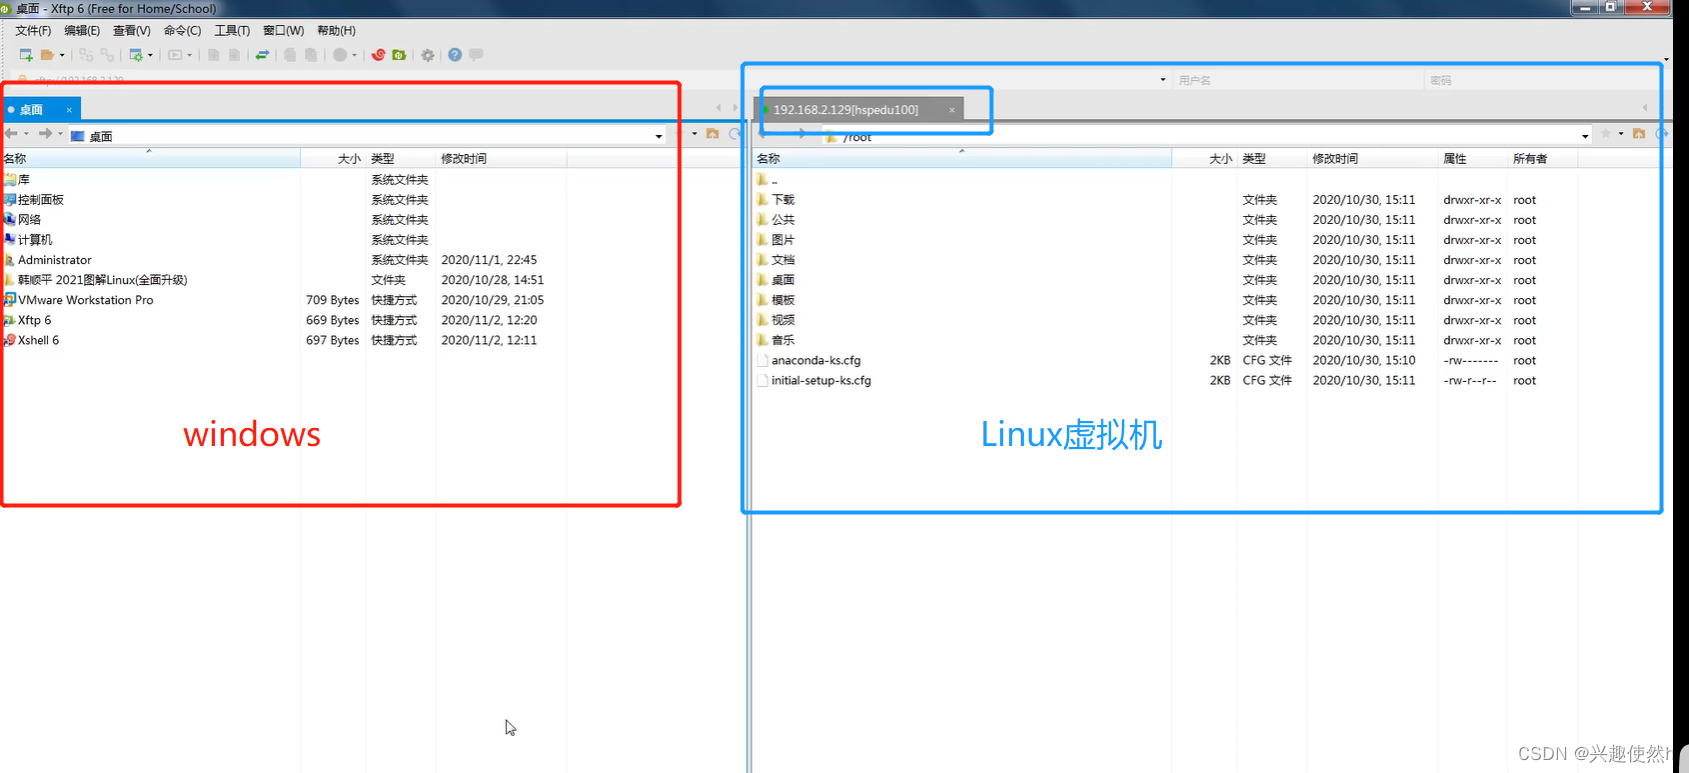 桌面 - Xftp 6 (Free for Home/School)
文件(F) 编辑(E) 查看(V) 命令(C) 工具(T) 窗口(W) 帮助(H)
sftp://192.168.2.129 用户名 密码
桌面 × 192.168.2.129[hspedu100] ×
桌面 /root
名称 大小 类型 修改时间 名称 大小 类型 修改时间 属性 所有者
库 系统文件夹 ..
控制面板 系统文件夹 下载 文件夹 2020/10/30, 15:11 drwxr-xr-x root
网络 系统文件夹 公共 文件夹 2020/10/30, 15:11 drwxr-xr-x root
计算机 系统文件夹 图片 文件夹 2020/10/30, 15:11 drwxr-xr-x root
Administrator 系统文件夹 2020/11/1, 22:45 文档 文件夹 2020/10/30, 15:11 drwxr-xr-x root
韩顺平 2021图解Linux(全面升级) 文件夹 2020/10/28, 14:51 桌面 文件夹 2020/10/30, 15:11 drwxr-xr-x root
VMware Workstation Pro 709 Bytes 快捷方式 2020/10/29, 21:05 模板 文件夹 2020/10/30, 15:11 drwxr-xr-x root
Xftp 6 669 Bytes 快捷方式 2020/11/2, 12:20 视频 文件夹 2020/10/30, 15:11 drwxr-xr-x root
Xshell 6 697 Bytes 快捷方式 2020/11/2, 12:11 音乐 文件夹 2020/10/30, 15:11 drwxr-xr-x root
anaconda-ks.cfg 2KB CFG 文件 2020/10/30, 15:10 -rw------- root
initial-setup-ks.cfg 2KB CFG 文件 2020/10/30, 15:11 -rw-r--r-- root
windows Linux虚拟机
CSDN @兴趣使然h